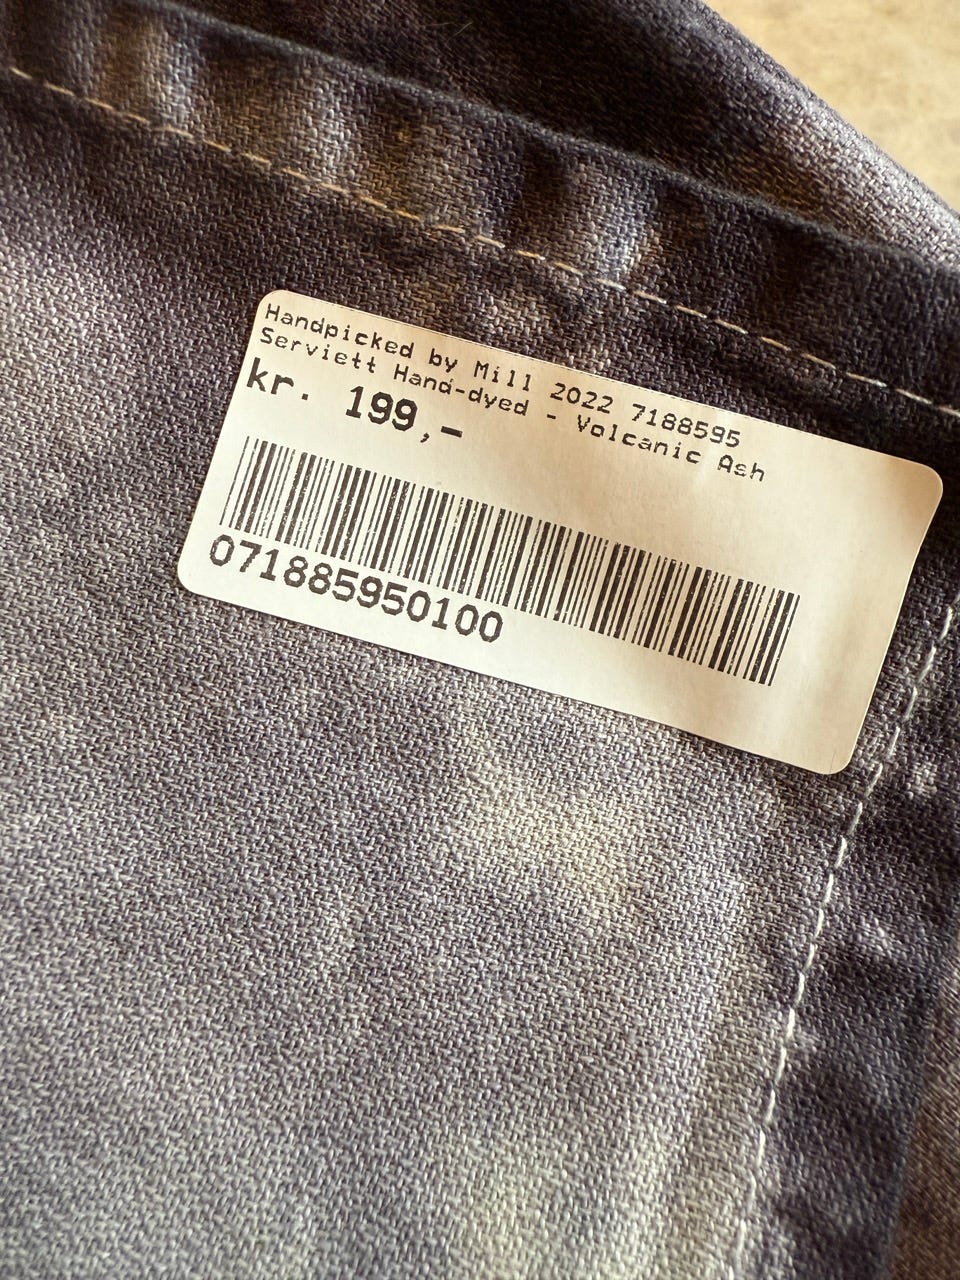 Handpicked by Mill 2022 7188595
Serviett Hand-dyed - Volcanic Ash
kr. 199,-
071885950100